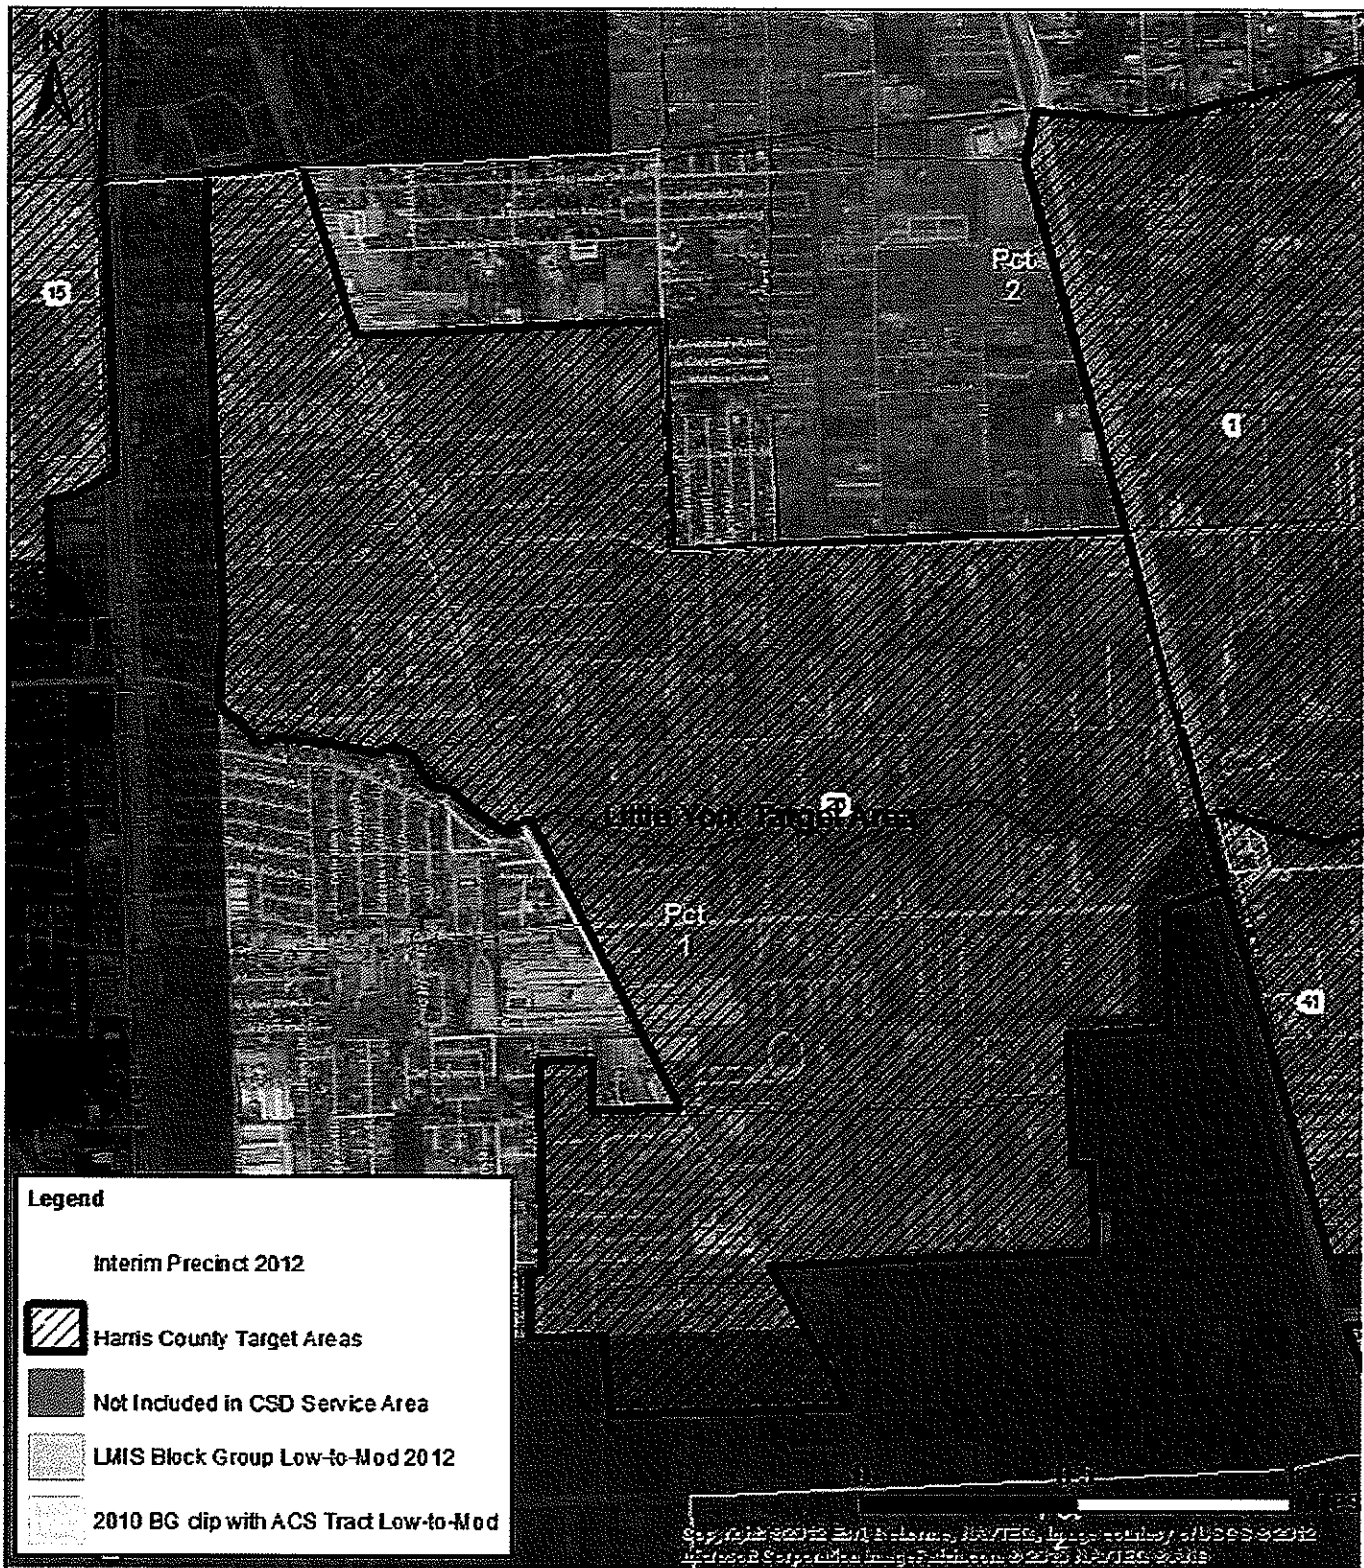 N
15
Pct
2
1
20
Little York Target Area
Pct
1
41
Legend
Interim Precinct 2012
Harris County Target Areas
Not Included in CSD Service Area
LMIS Block Group Low-to-Mod 2012
2010 BG clip with ACS Tract Low-to-Mod
Miles